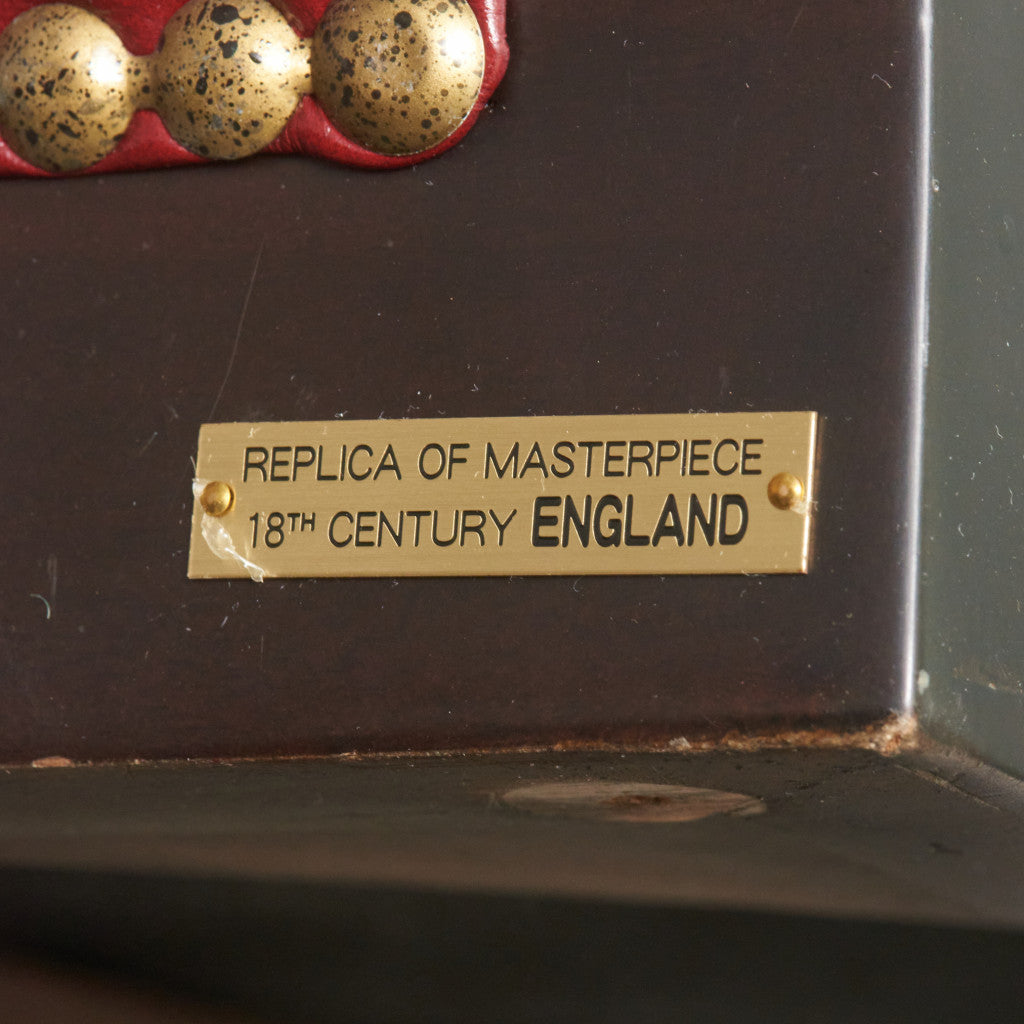 REPLICA OF MASTERPIECE
18TH CENTURY ENGLAND